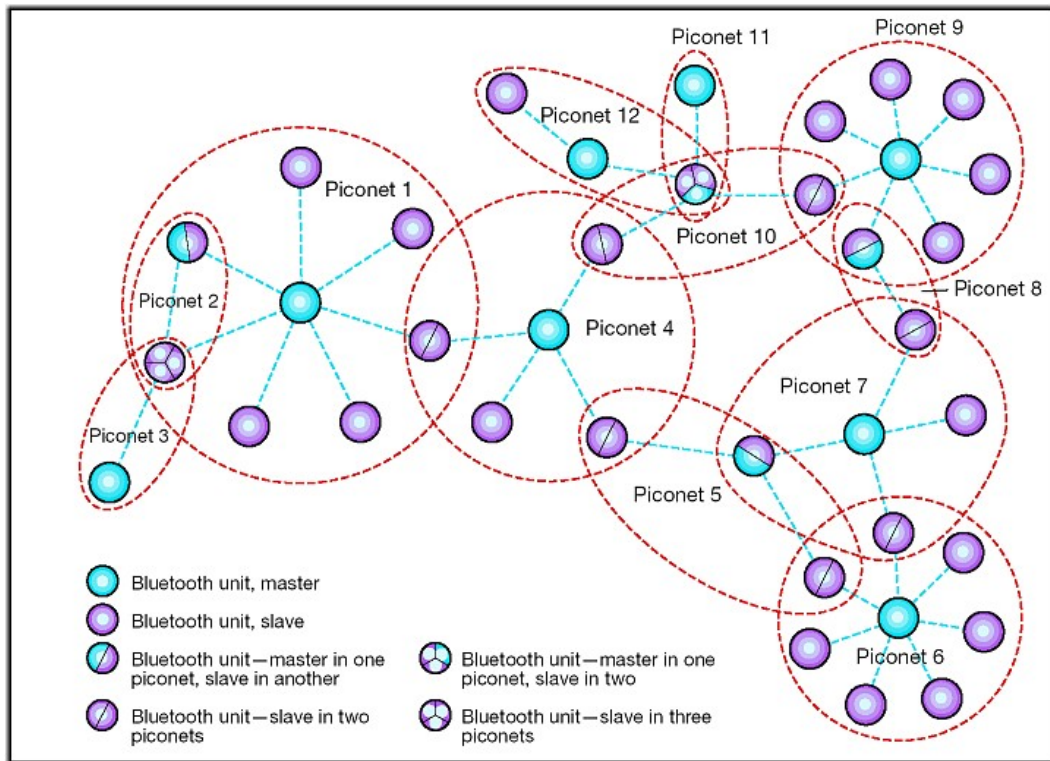 Piconet 11
Piconet 9
Piconet 12
Piconet 1
Piconet 10
Piconet 2
Piconet 8
Piconet 4
Piconet 7
Piconet 3
Piconet 5
Piconet 6
Bluetooth unit, master
Bluetooth unit, slave
Bluetooth unit—master in one
piconet, slave in another
Bluetooth unit—slave in two
piconets
Bluetooth unit—master in one
piconet, slave in two
Bluetooth unit—slave in three
piconets